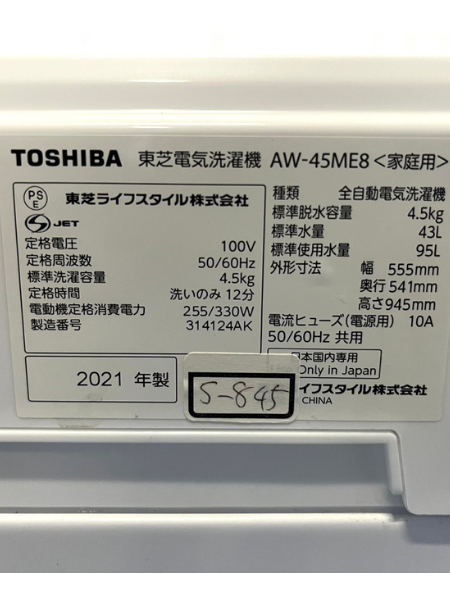 TOSHIBA 東芝電気洗濯機 AW-45ME8<家庭用>
PS
E
東芝ライフスタイル株式会社
S JET
定格電圧 100V
定格周波数 50/60Hz
標準洗濯容量 4.5kg
定格時間 洗いのみ 12分
電動機定格消費電力 255/330W
製造番号 314124AK
2021 年製
種類 全自動電気洗濯機
標準脱水容量 4.5kg
標準水量 43L
標準使用水量 95L
外形寸法 幅 555mm
奥行 541mm
高さ 945mm
電流ヒューズ(電源用) 10A
50/60Hz 共用
本国内専用
Only in Japan
ライフスタイル株式会社
CHINA
S-845